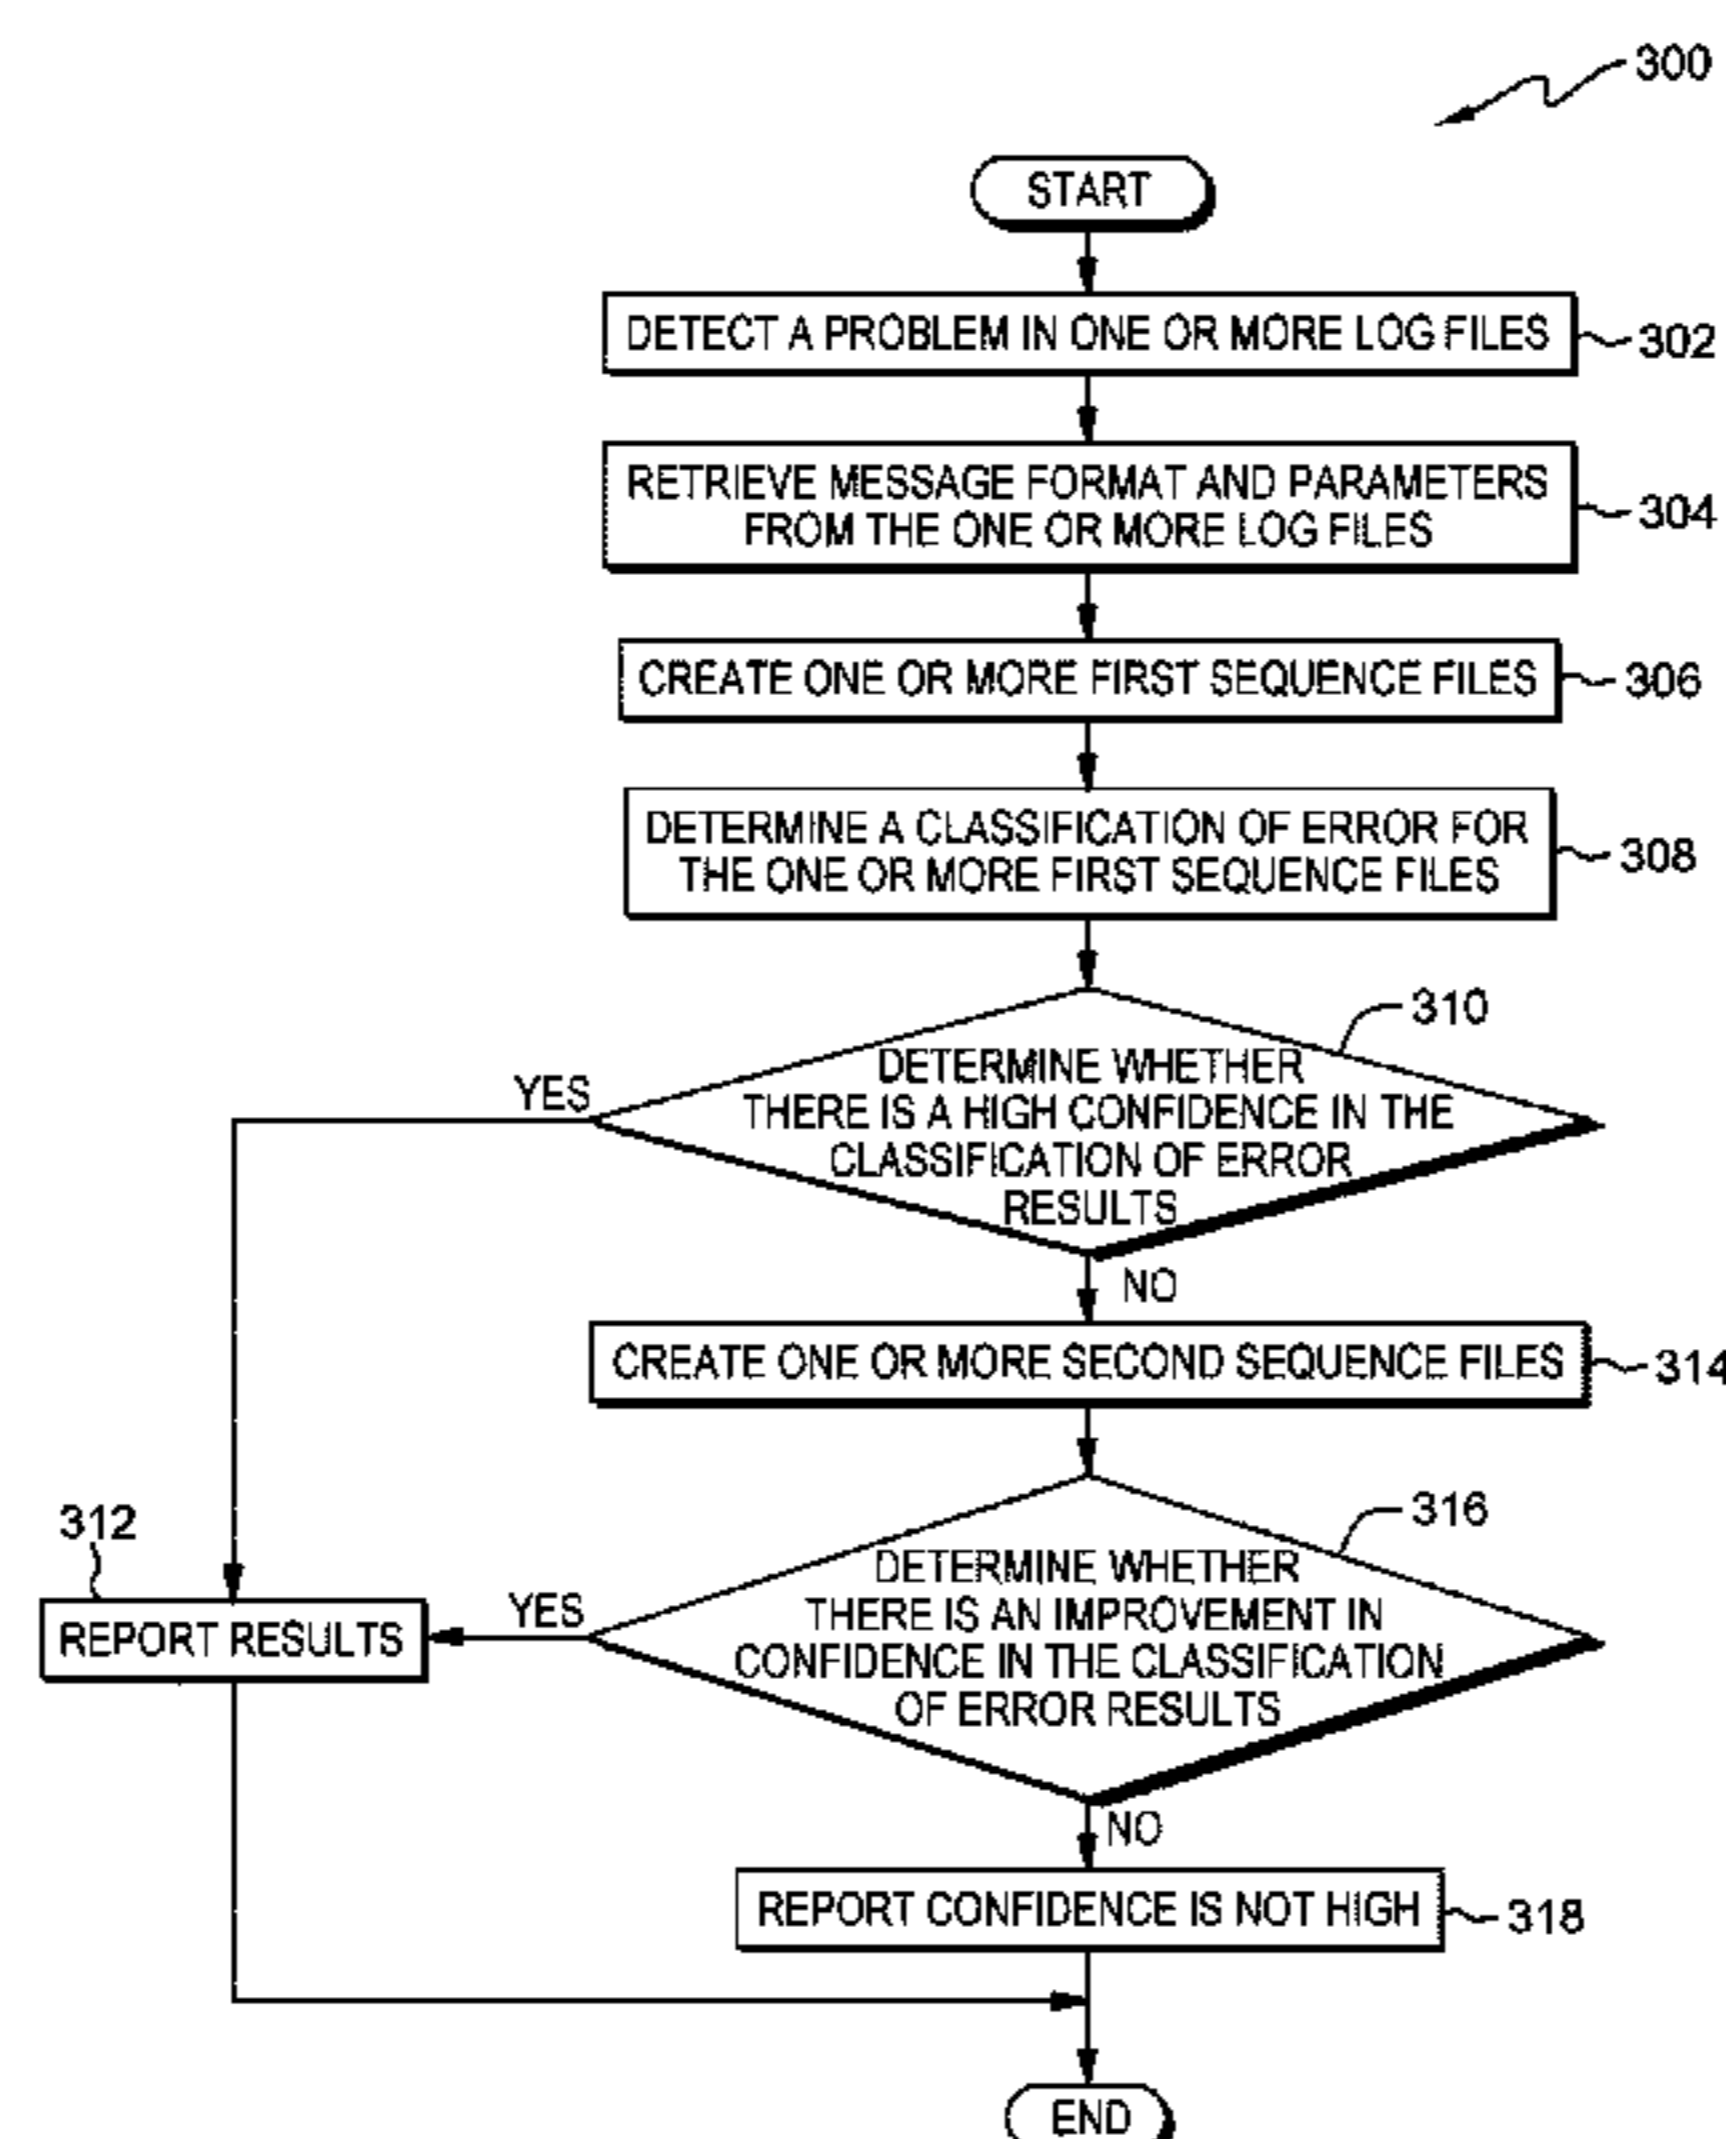 300
START
DETECT A PROBLEM IN ONE OR MORE LOG FILES
302
RETRIEVE MESSAGE FORMAT AND PARAMETERS
FROM THE ONE OR MORE LOG FILES
304
CREATE ONE OR MORE FIRST SEQUENCE FILES
306
DETERMINE A CLASSIFICATION OF ERROR FOR
THE ONE OR MORE FIRST SEQUENCE FILES
308
310
DETERMINE WHETHER
THERE IS A HIGH CONFIDENCE IN THE
CLASSIFICATION OF ERROR
RESULTS
YES
NO
CREATE ONE OR MORE SECOND SEQUENCE FILES
314
316
DETERMINE WHETHER
THERE IS AN IMPROVEMENT IN
CONFIDENCE IN THE CLASSIFICATION
OF ERROR RESULTS
YES
312
REPORT RESULTS
NO
REPORT CONFIDENCE IS NOT HIGH
318
END